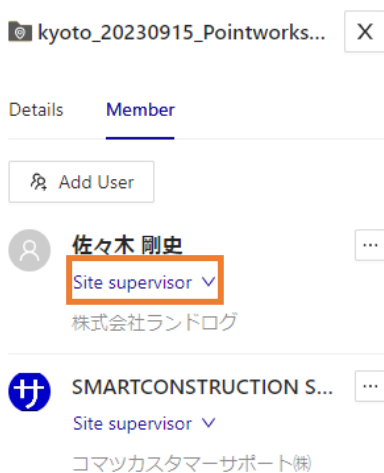 kyoto_20230915_Pointworks...
X
Details Member
Add User
佐々木 剛史
...
Site supervisor
株式会社ランドログ
サ
SMARTCONSTRUCTION S...
...
Site supervisor
コマツカスタマーサポート㈱